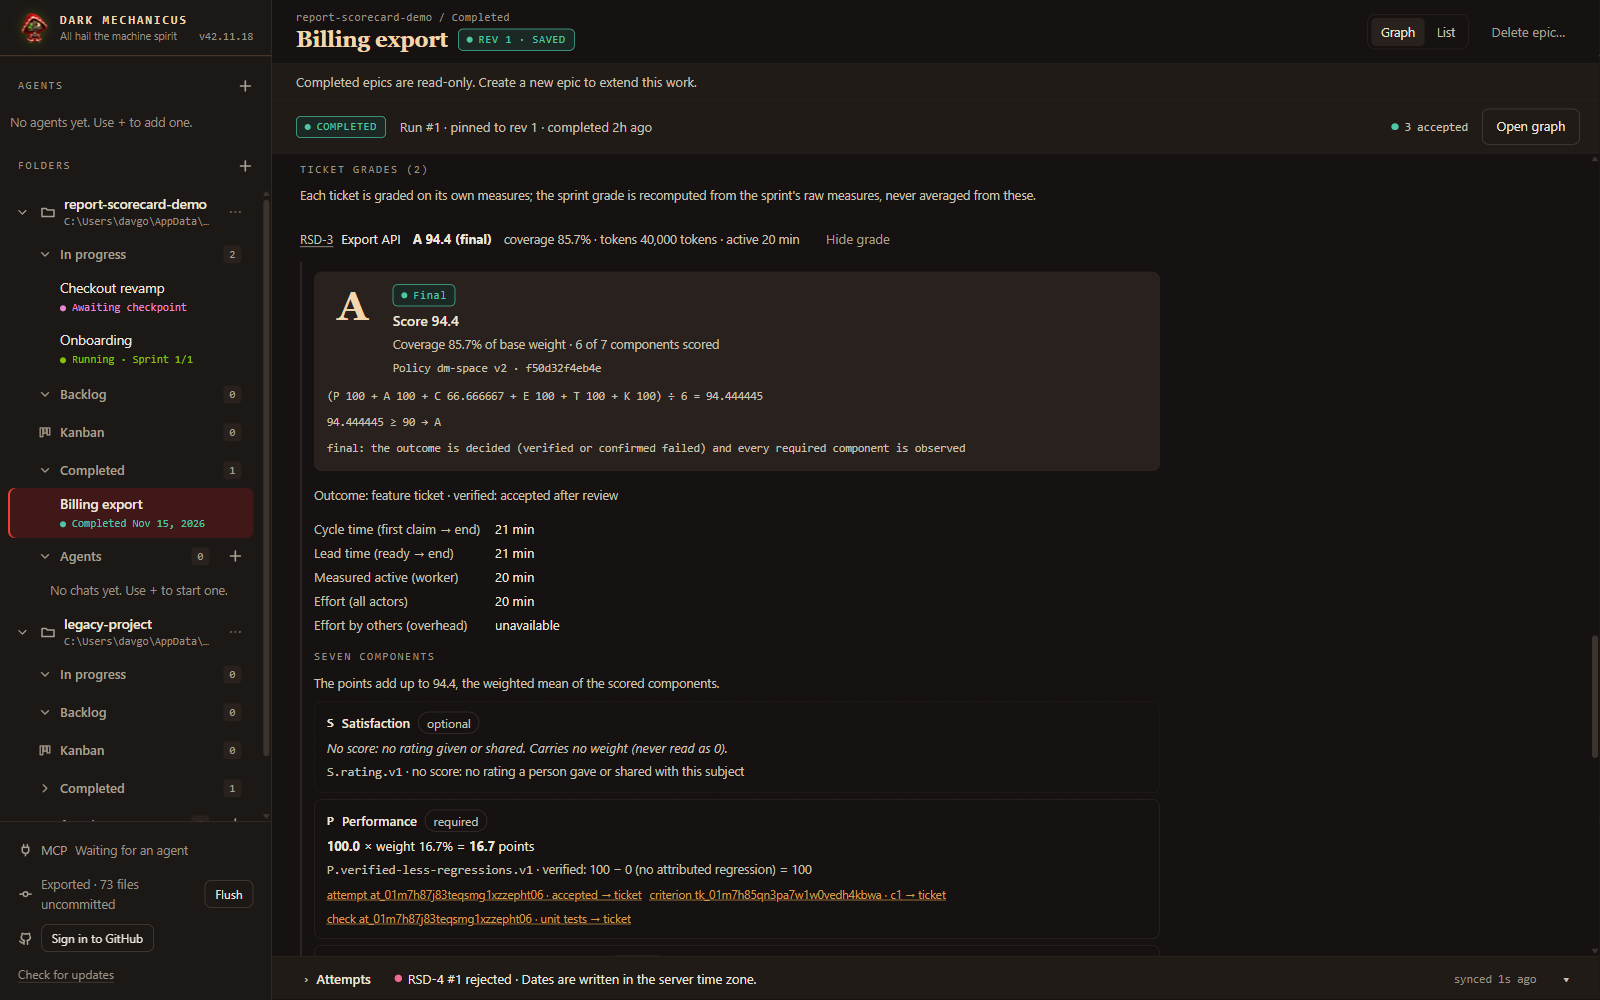 DARK MECHANICUS
All hail the machine spirit v42.11.18
AGENTS
No agents yet. Use + to add one.
FOLDERS
report-scorecard-demo
C:\Users\davgo\AppData\…
In progress 2
Checkout revamp
Awaiting checkpoint
Onboarding
Running · Sprint 1/1
Backlog 0
Kanban 0
Completed 1
Billing export
Completed Nov 15, 2026
Agents 0
No chats yet. Use + to start one.
legacy-project
C:\Users\davgo\AppData\…
In progress 0
Backlog 0
Kanban 0
Completed 1
MCP Waiting for an agent
Exported · 73 files
uncommitted
Flush
Sign in to GitHub
Check for updates
report-scorecard-demo / Completed
Billing export
REV 1 · SAVED
Graph List Delete epic…
Completed epics are read-only. Create a new epic to extend this work.
COMPLETED Run #1 · pinned to rev 1 · completed 2h ago
3 accepted Open graph
TICKET GRADES (2)
Each ticket is graded on its own measures; the sprint grade is recomputed from the sprint's raw measures, never averaged from these.
RSD-3 Export API A 94.4 (final) coverage 85.7% · tokens 40,000 tokens · active 20 min Hide grade
A
Final
Score 94.4
Coverage 85.7% of base weight · 6 of 7 components scored
Policy dm-space v2 · f50d32f4eb4e
(P 100 + A 100 + C 66.666667 + E 100 + T 100 + K 100) ÷ 6 = 94.444445
94.444445 ≥ 90 → A
final: the outcome is decided (verified or confirmed failed) and every required component is observed
Outcome: feature ticket · verified: accepted after review
Cycle time (first claim → end) 21 min
Lead time (ready → end) 21 min
Measured active (worker) 20 min
Effort (all actors) 20 min
Effort by others (overhead) unavailable
SEVEN COMPONENTS
The points add up to 94.4, the weighted mean of the scored components.
S Satisfaction optional
No score: no rating given or shared. Carries no weight (never read as 0).
S.rating.v1 · no score: no rating a person gave or shared with this subject
P Performance required
100.0 × weight 16.7% = 16.7 points
P.verified-less-regressions.v1 · verified: 100 − 0 (no attributed regression) = 100
attempt at_01m7h87j83teqsmg1xzzepht06 · accepted → ticket criterion tk_01m7h85qn3pa7w1w0vedh4kbwa · c1 → ticket
check at_01m7h87j83teqsmg1xzzepht06 · unit tests → ticket
Attempts RSD-4 #1 rejected · Dates are written in the server time zone.
synced 1s ago